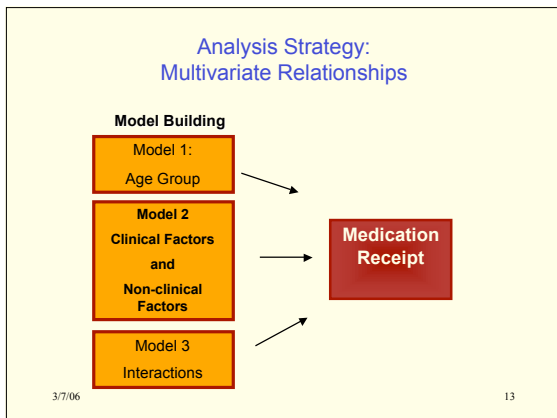 Analysis Strategy:
Multivariate Relationships
Model Building
Model 1:
Age Group
Model 2
Clinical Factors
and
Non-clinical
Factors
Model 3
Interactions
Medication
Receipt
3/7/06
13